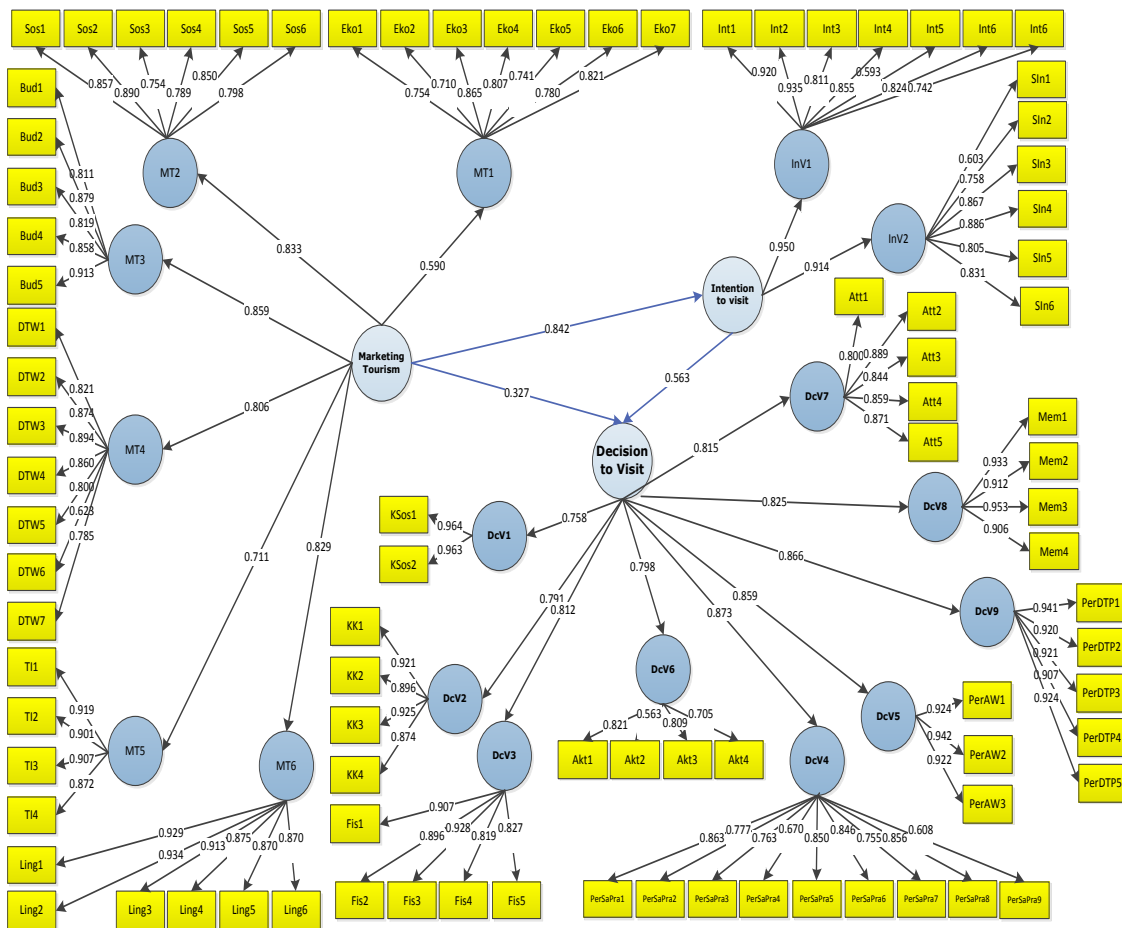 Sos1 Sos2 Sos3 Sos4 Sos5 Sos6 Eko1 Eko2 Eko3 Eko4 Eko5 Eko6 Eko7 Int1 Int2 Int3 Int4 Int5 Int6 Int6
0.857 0.890 0.754 0.789 0.850 0.798
0.754 0.710 0.865 0.807 0.741 0.780 0.821
0.920 0.935 0.811 0.855 0.593 0.824 0.742
MT2
MT1
InV1
Bud1
Bud2
Bud3
Bud4
Bud5
0.811
0.879
0.819
0.858
0.913
MT3
SIn1
SIn2
SIn3
SIn4
SIn5
SIn6
0.603
0.758
0.867
0.886
0.805
0.831
InV2
0.833
0.590
0.950
0.914
0.859
Intention
to visit
0.842
Marketing
Tourism
0.327
0.563
0.806
DTW1
DTW2
DTW3
DTW4
DTW5
DTW6
DTW7
0.821
0.874
0.894
0.860
0.800
0.623
0.785
MT4
Att1
Att2
Att3
Att4
Att5
0.800
0.889
0.844
0.859
0.871
DcV7
Decision
to Visit
0.815
0.825
Mem1
Mem2
Mem3
Mem4
0.933
0.912
0.953
0.906
DcV8
KSos1
KSos2
0.964
0.963
DcV1
0.758
0.711
0.829
0.791
0.812
0.798
0.873
0.859
0.866
PerDTP1
PerDTP2
PerDTP3
PerDTP4
PerDTP5
0.941
0.920
0.921
0.907
0.924
DcV9
KK1
KK2
KK3
KK4
0.921
0.896
0.925
0.874
DcV2
DcV6
0.821 0.563 0.809 0.705
Akt1 Akt2 Akt3 Akt4
PerAW1
PerAW2
PerAW3
0.924
0.942
0.922
DcV5
TI1
TI2
TI3
TI4
0.919
0.901
0.907
0.872
MT5
MT6
DcV3
DcV4
Fis1
0.907
0.896 0.928 0.819 0.827
Fis2 Fis3 Fis4 Fis5
0.863 0.777 0.763 0.670 0.850 0.846 0.755 0.856 0.608
PerSaPra1 PerSaPra2 PerSaPra3 PerSaPra4 PerSaPra5 PerSaPra6 PerSaPra7 PerSaPra8 PerSaPra9
Ling1
Ling2
0.929
0.934
0.913 0.875 0.870 0.870
Ling3 Ling4 Ling5 Ling6